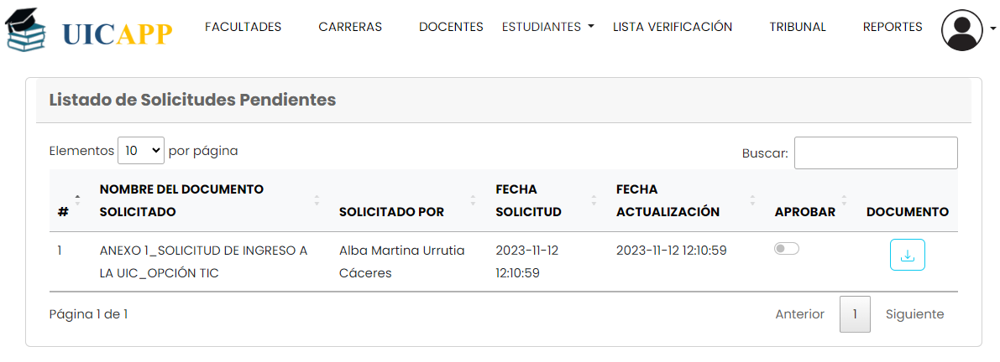 UICAPP
FACULTADES CARRERAS DOCENTES ESTUDIANTES LISTA VERIFICACIÓN TRIBUNAL REPORTES
Listado de Solicitudes Pendientes
Elementos 10 por página
Buscar:
# NOMBRE DEL DOCUMENTO SOLICITADO SOLICITADO POR FECHA SOLICITUD FECHA ACTUALIZACIÓN APROBAR DOCUMENTO
1 ANEXO 1_SOLICITUD DE INGRESO A Alba Martina Urrutia 2023-11-12 2023-11-12 12:10:59
LA UIC_OPCIÓN TIC Cáceres 12:10:59
Página 1 de 1 Anterior 1 Siguiente